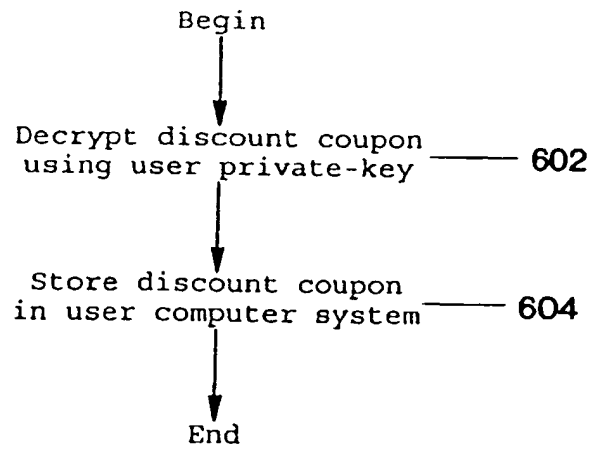 Begin
Decrypt discount coupon
using user private-key
602
Store discount coupon
in user computer system
604
End